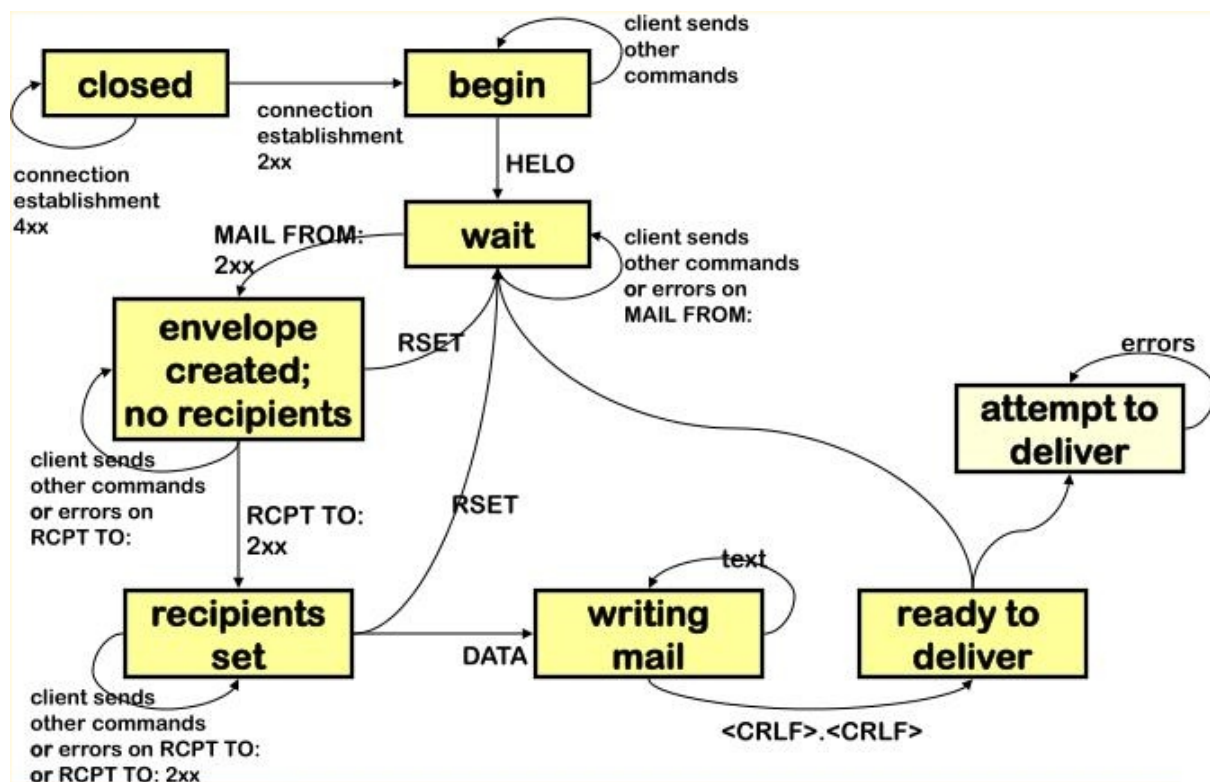 client sends
other
commands
closed
begin
connection
establishment
2xx
connection
establishment
4xx
HELO
MAIL FROM:
2xx
wait
client sends
other commands
or errors on
MAIL FROM:
envelope
created;
no recipients
RSET
errors
attempt to
deliver
client sends
other commands
or errors on
RCPT TO:
RCPT TO:
2xx
RSET
text
recipients
set
DATA
writing
mail
ready to
deliver
client sends
other commands
or errors on RCPT TO:
or RCPT TO: 2xx
<CRLF>.<CRLF>